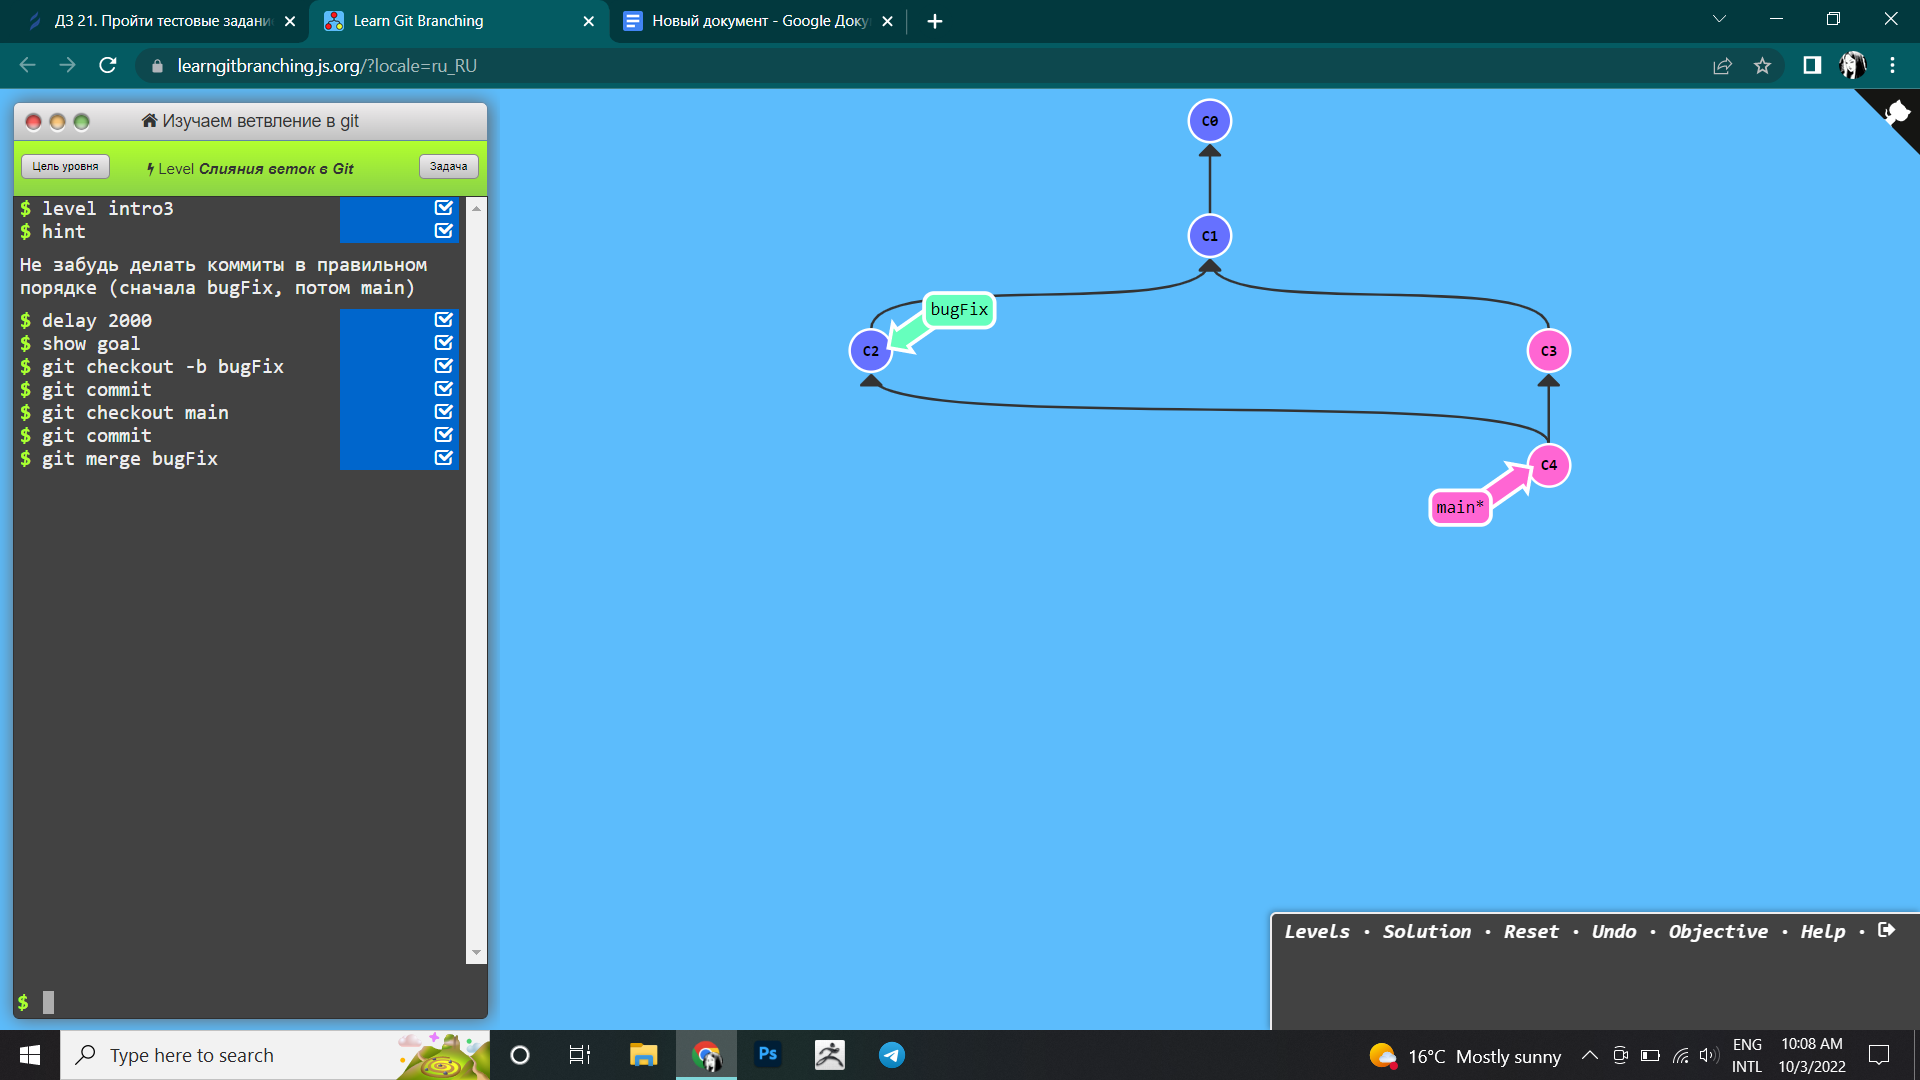 ДЗ 21. Пройти тестовые задани
Learn Git Branching
Новый документ - Google Доку
learngitbranching.js.org/?locale=ru_RU
Изучаем ветвление в git
Цель уровня
Level Слияния веток в Git
Задача
$ level intro3
$ hint
Не забудь делать коммиты в правильном
порядке (сначала bugFix, потом main)
$ delay 2000
$ show goal
$ git checkout -b bugFix
$ git commit
$ git checkout main
$ git commit
$ git merge bugFix
$
C0
C1
bugFix
C2
C3
C4
main*
Levels · Solution · Reset · Undo · Objective · Help ·
Type here to search
Ps
16°C Mostly sunny
ENG
INTL
10:08 AM
10/3/2022